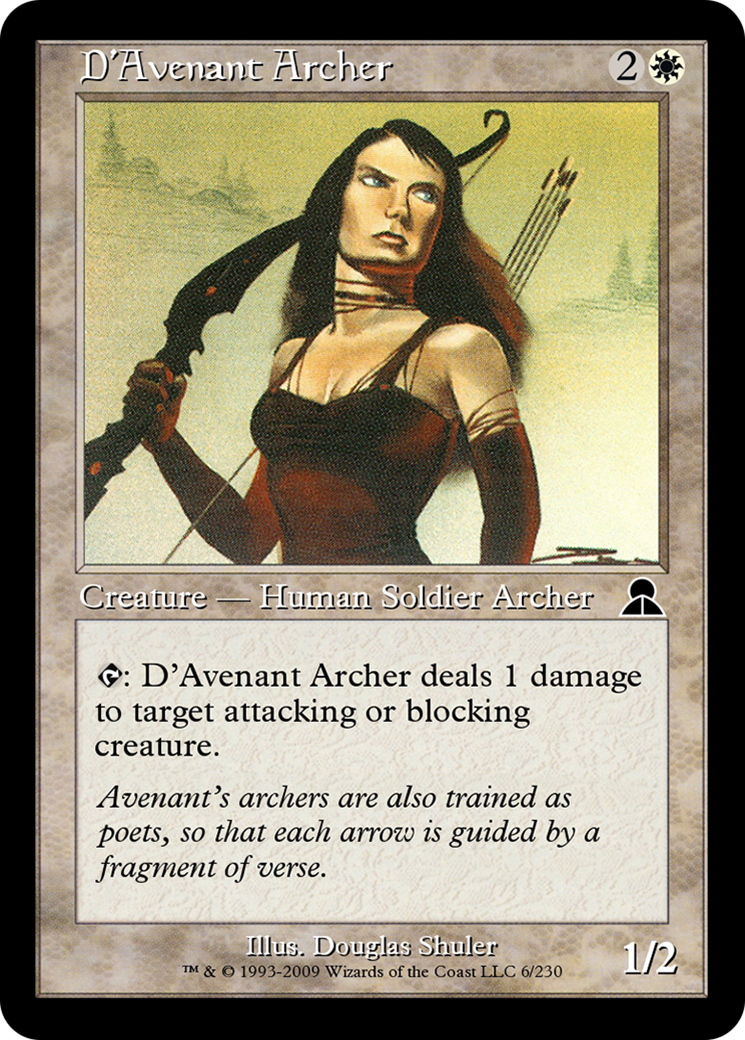 D'Avenant Archer
2
Creature — Human Soldier Archer
: D'Avenant Archer deals 1 damage
to target attacking or blocking
creature.
Avenant's archers are also trained as
poets, so that each arrow is guided by a
fragment of verse.
Illus. Douglas Shuler
™ & © 1993-2009 Wizards of the Coast LLC 6/230
1/2